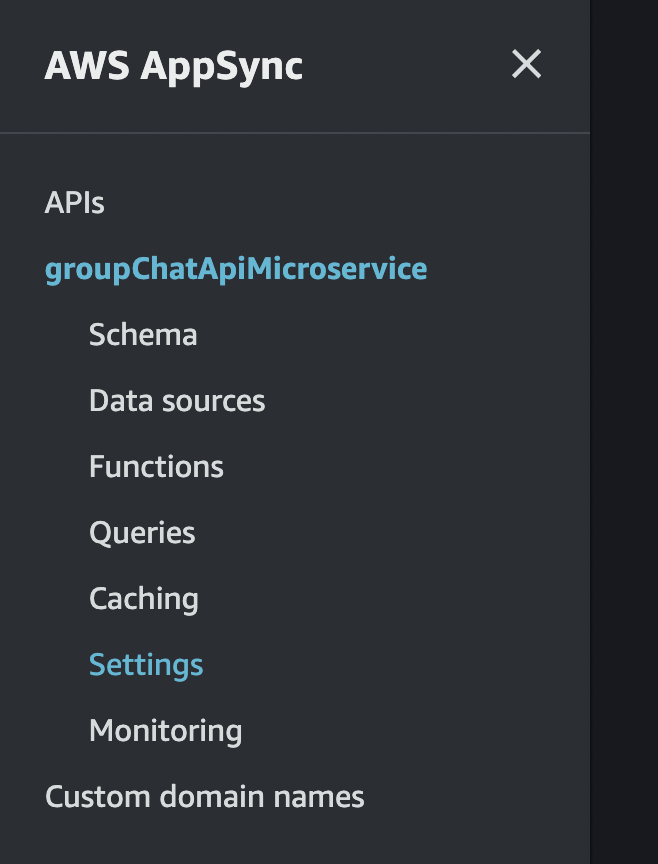 AWS AppSync
APIs
groupChatApiMicroservice
Schema
Data sources
Functions
Queries
Caching
Settings
Monitoring
Custom domain names